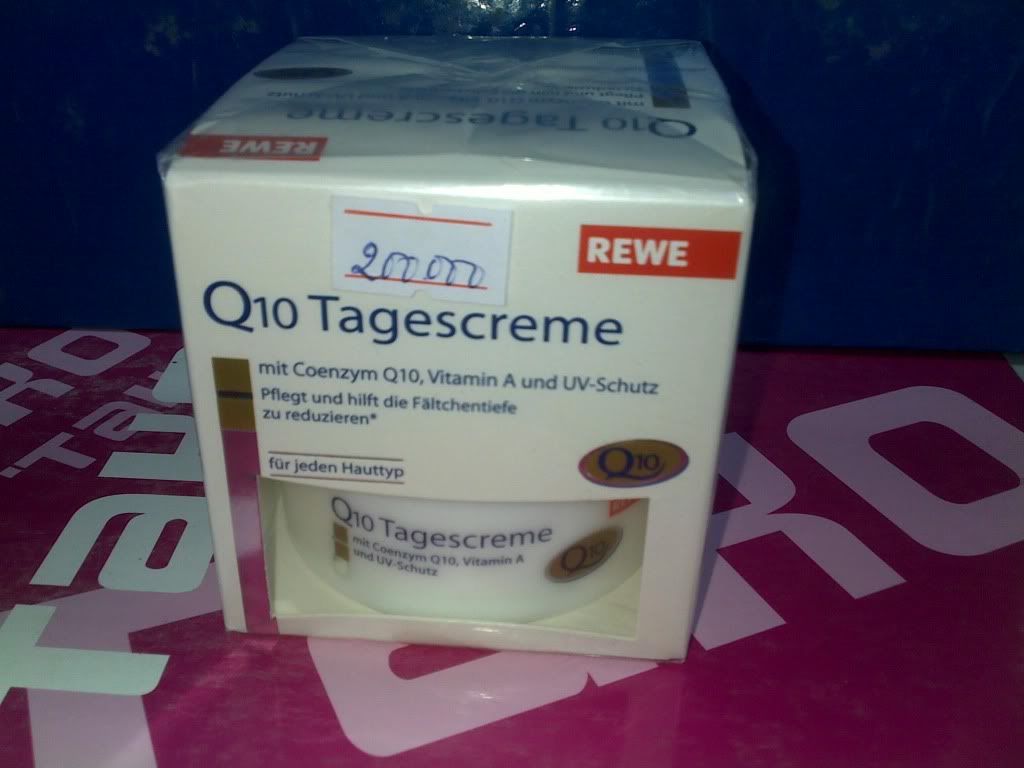 Q10 Tagescreme
REWE
200000
REWE
Q10 Tagescreme
mit Coenzym Q10, Vitamin A und UV-Schutz
Pflegt und hilft die Fältchentiefe
zu reduzieren*
für jeden Hauttyp
Q10
Q10 Tagescreme
mit Coenzym Q10, Vitamin A
und UV-Schutz
Q10